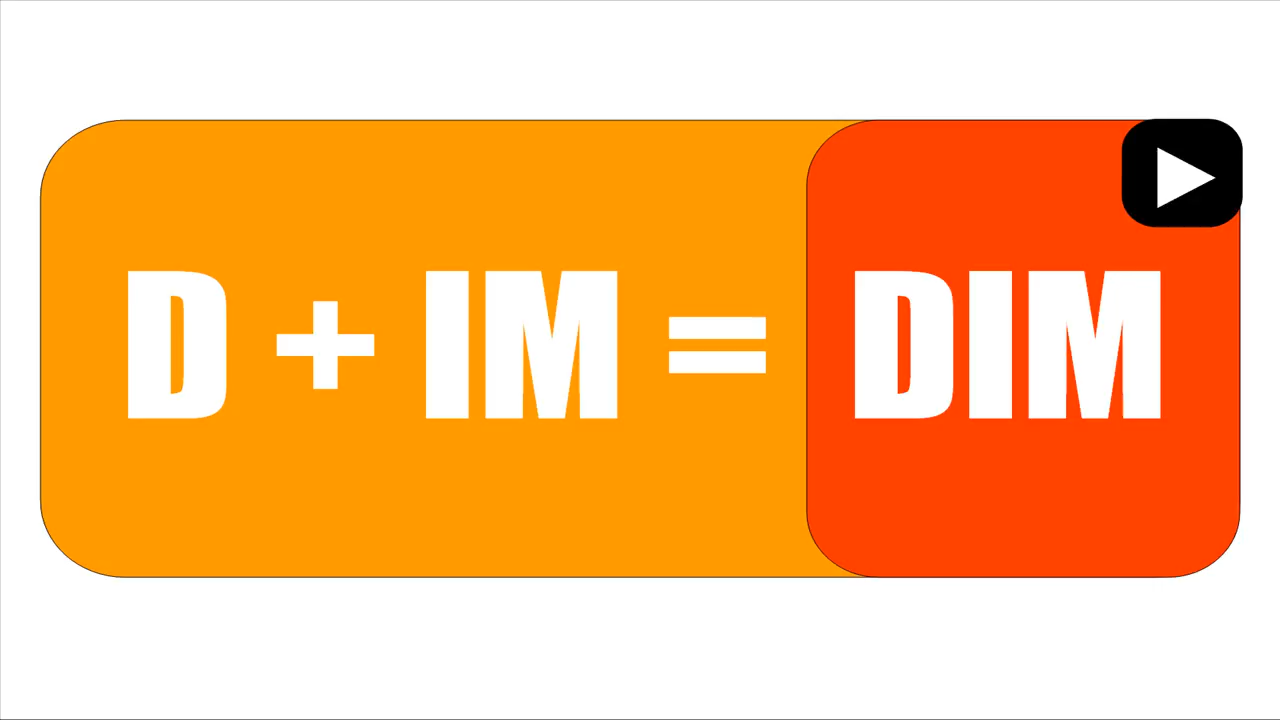 D + IM = DIM